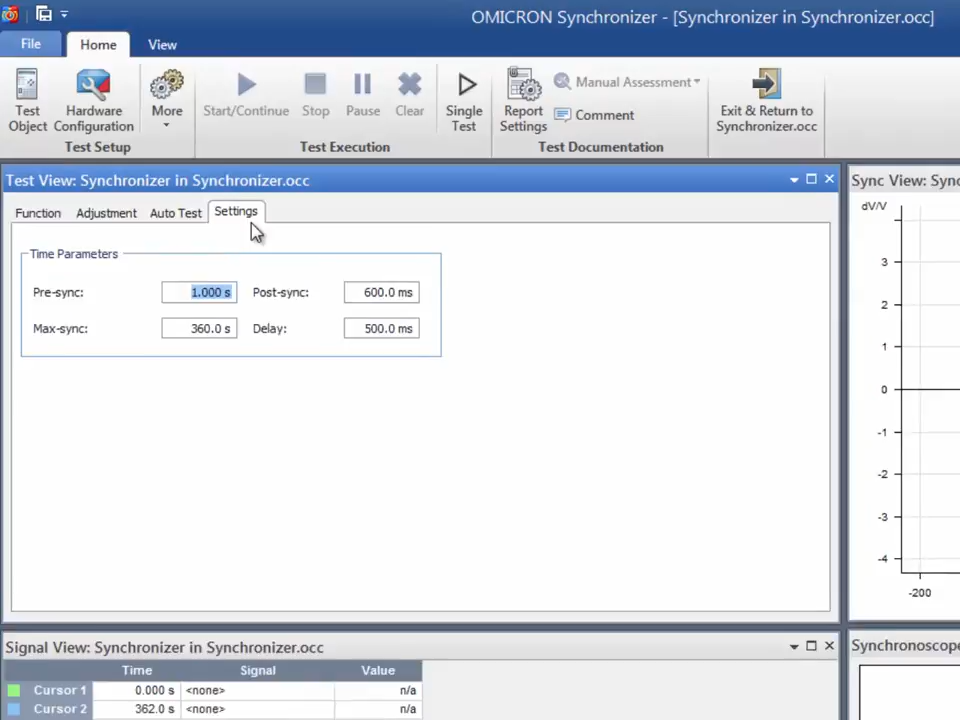 OMICRON Synchronizer - [Synchronizer in Synchronizer.occ]
File Home View
Test Object
Hardware Configuration
More
Start/Continue
Stop
Pause
Clear
Single Test
Report Settings
Manual Assessment
Comment
Exit & Return to Synchronizer.occ
Test Setup
Test Execution
Test Documentation
Test View: Synchronizer in Synchronizer.occ
Function Adjustment Auto Test Settings
Time Parameters
Pre-sync: 1.000 s Post-sync: 600.0 ms
Max-sync: 360.0 s Delay: 500.0 ms
Sync View: Sync
dV/V
3
2
1
0
-1
-2
-3
-4
-200
Signal View: Synchronizer in Synchronizer.occ
Time Signal Value
Cursor 1 0.000 s <none> n/a
Cursor 2 362.0 s <none> n/a
Synchronoscope